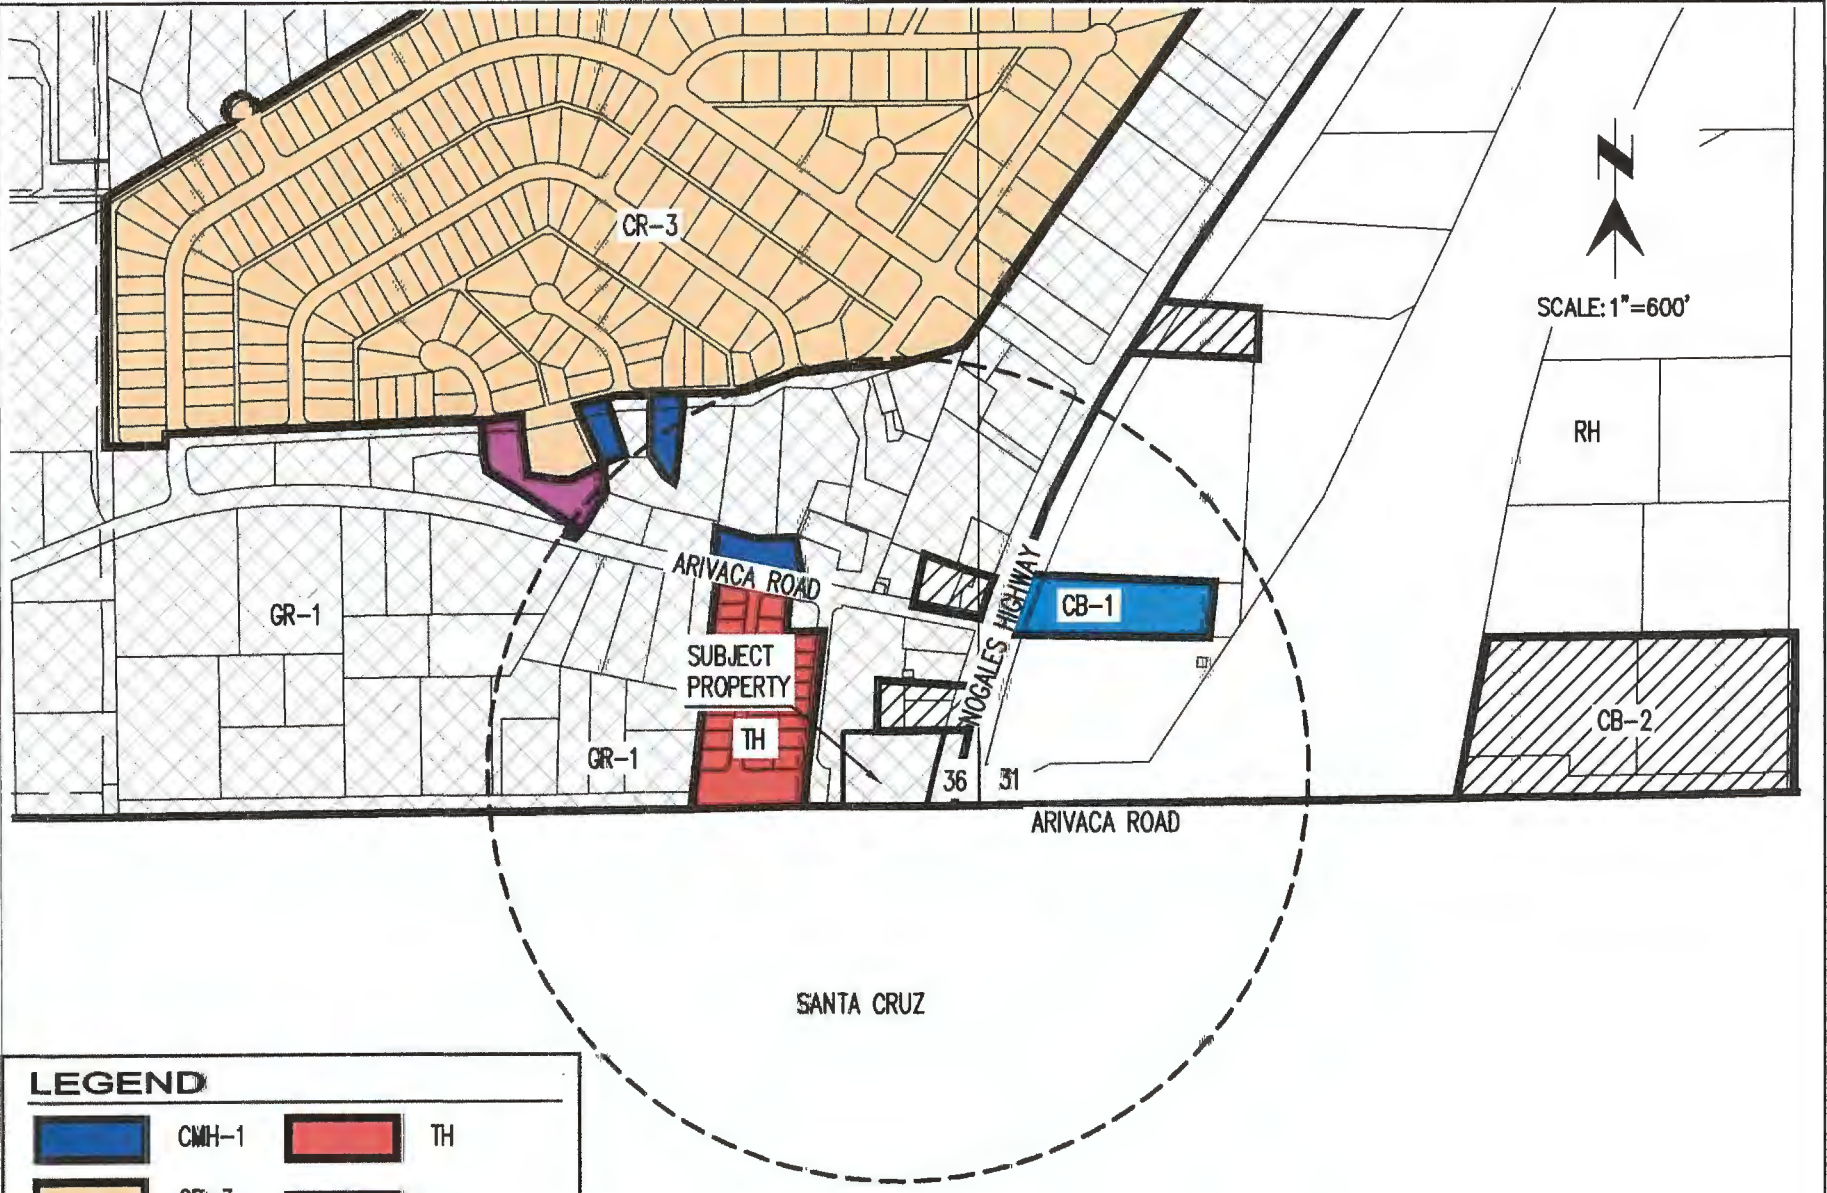 CR-3
N
SCALE: 1"=600'
RH
ARIVACA ROAD
NOGALES HIGHWAY
CB-1
GR-1
SUBJECT
PROPERTY
TH
GR-1
CB-2
36
31
ARIVACA ROAD
SANTA CRUZ
LEGEND
CMH-1
TH